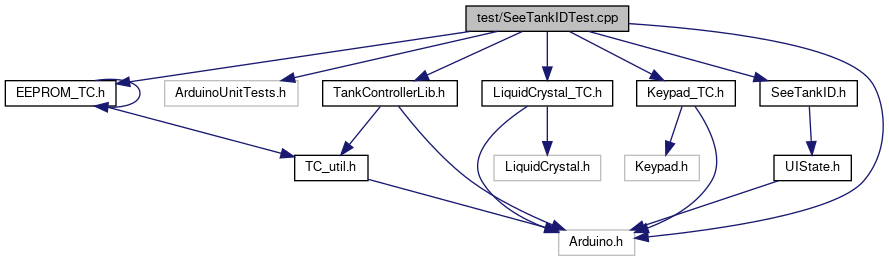 test/SeeTankIDTest.cpp
EEPROM_TC.h
ArduinoUnitTests.h
TankControllerLib.h
LiquidCrystal_TC.h
Keypad_TC.h
SeeTankID.h
TC_util.h
LiquidCrystal.h
Keypad.h
UIState.h
Arduino.h